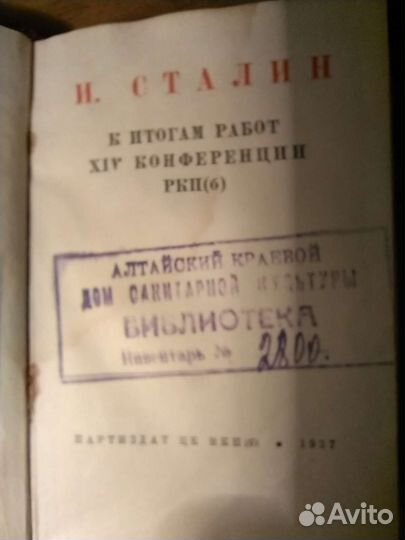 И. СТАЛИН
К ИТОГАМ РАБОТ
XIV КОНФЕРЕНЦИИ
РКП(б)
АЛТАЙСКИЙ КРАЕВОЙ
ДОМ САНИТАРНОЙ КУЛЬТУРЫ
БИБЛИОТЕКА
Инвентарь № 2800.
ПАРТИЗДАТ ЦК ВКП(б) • 1937
Avito